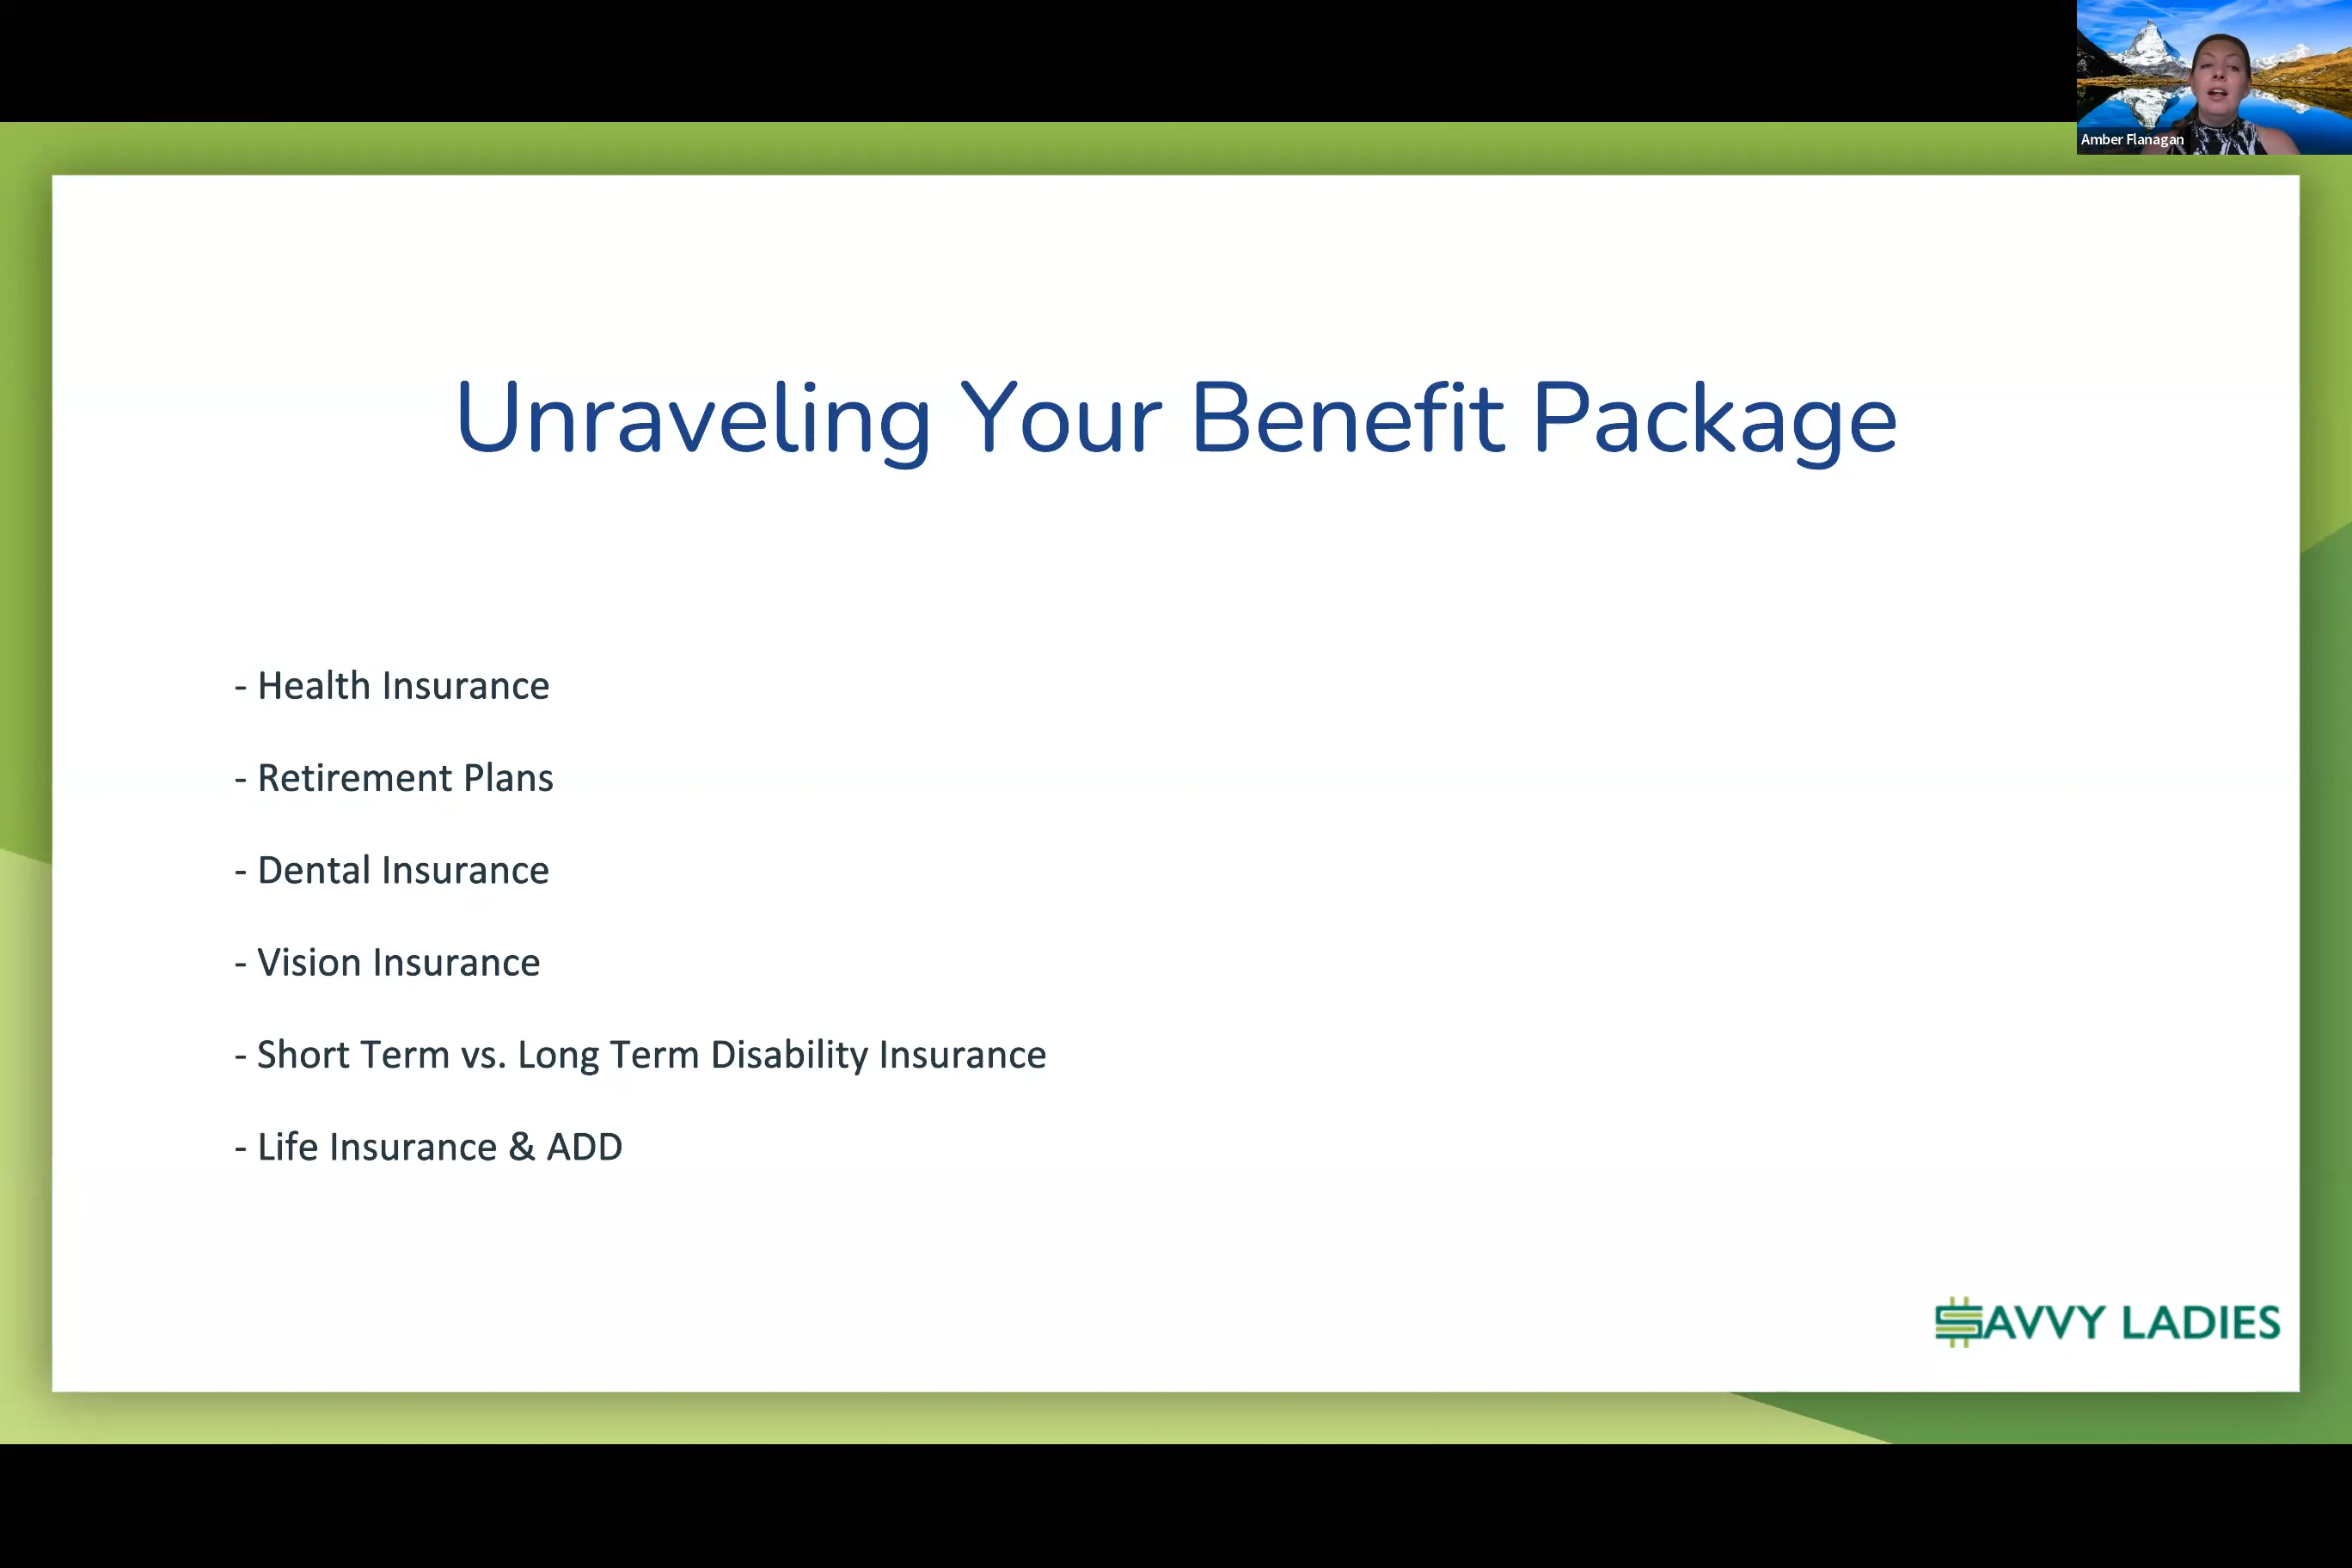 Amber Flanagan
Unraveling Your Benefit Package
- Health Insurance
- Retirement Plans
- Dental Insurance
- Vision Insurance
- Short Term vs. Long Term Disability Insurance
- Life Insurance & ADD
SAVVY LADIES